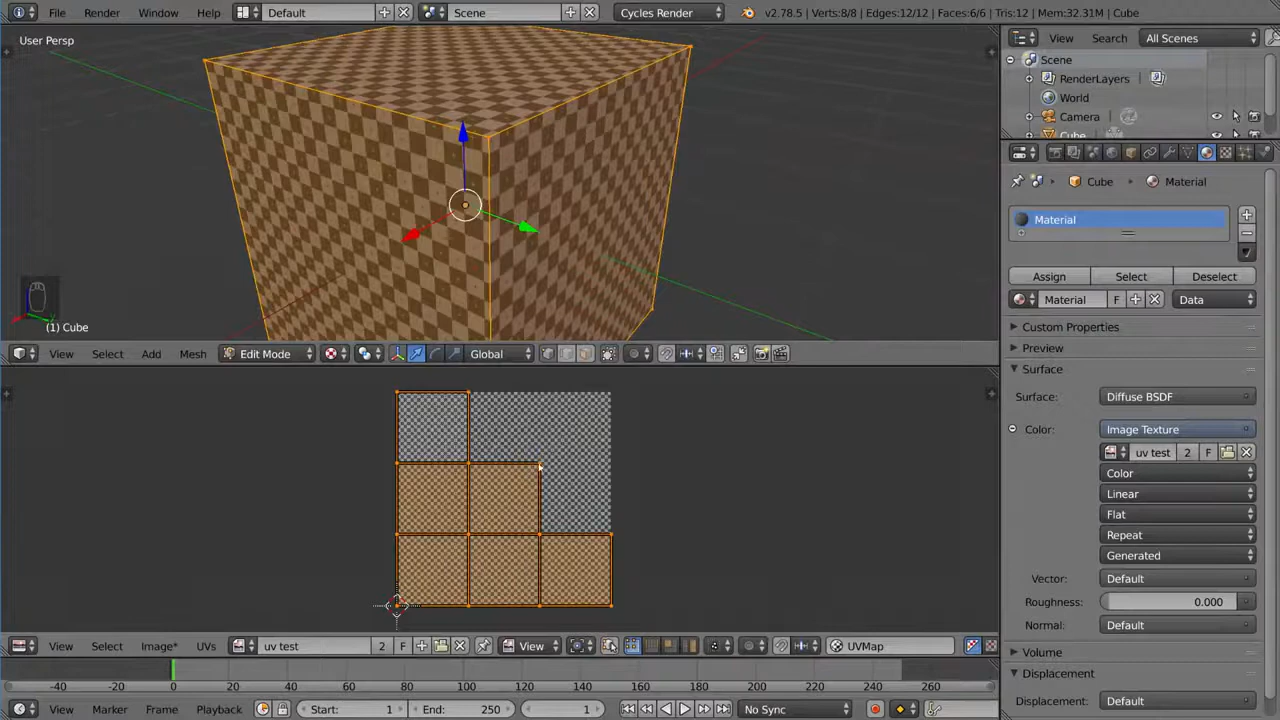 File Render Window Help Default Scene Cycles Render v2.78.5 | Verts:8/8 | Edges:12/12 | Faces:6/6 | Tris:12 | Mem:32.31M | Cube
User Persp
(1) Cube
View Select Add Mesh Edit Mode Global
View Select Image* UVs uv test 2 F View UVMap
-40 -20 0 20 40 60 80 100 120 140 160 180 200 220 240 260
View Marker Frame Playback Start: 1 End: 250 1 No Sync
View Search All Scenes
Scene
RenderLayers
World
Camera
Cube
Cube Material
Material
Assign Select Deselect
Material F Data
Custom Properties
Preview
Surface
Surface: Diffuse BSDF
Color: Image Texture
uv test 2 F
Color
Linear
Flat
Repeat
Generated
Vector: Default
Roughness: 0.000
Normal: Default
Volume
Displacement
Displacement: Default